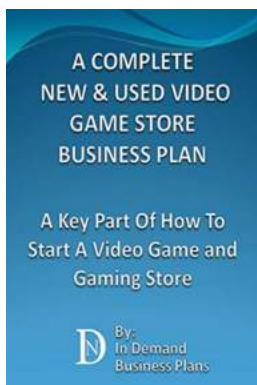 A COMPLETE
NEW & USED VIDEO
GAME STORE
BUSINESS PLAN
A Key Part Of How To
Start A Video Game and
Gaming Store
DN
By:
In Demand
Business Plans